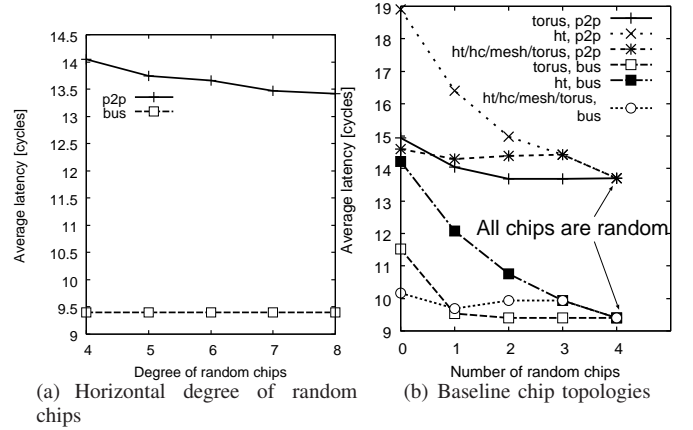 14.5
14
13.5
13
12.5
12
11.5
11
10.5
10
9.5
9
4 5 6 7 8
Average latency [cycles]
Degree of random chips
p2p
bus
(a) Horizontal degree of random
chips
19
18
17
16
15
14
13
12
11
10
9
0 1 2 3 4
Average latency [cycles]
Number of random chips
torus, p2p
ht, p2p
ht/hc/mesh/torus, p2p
torus, bus
ht, bus
ht/hc/mesh/torus,
bus
All chips are random
(b) Baseline chip topologies